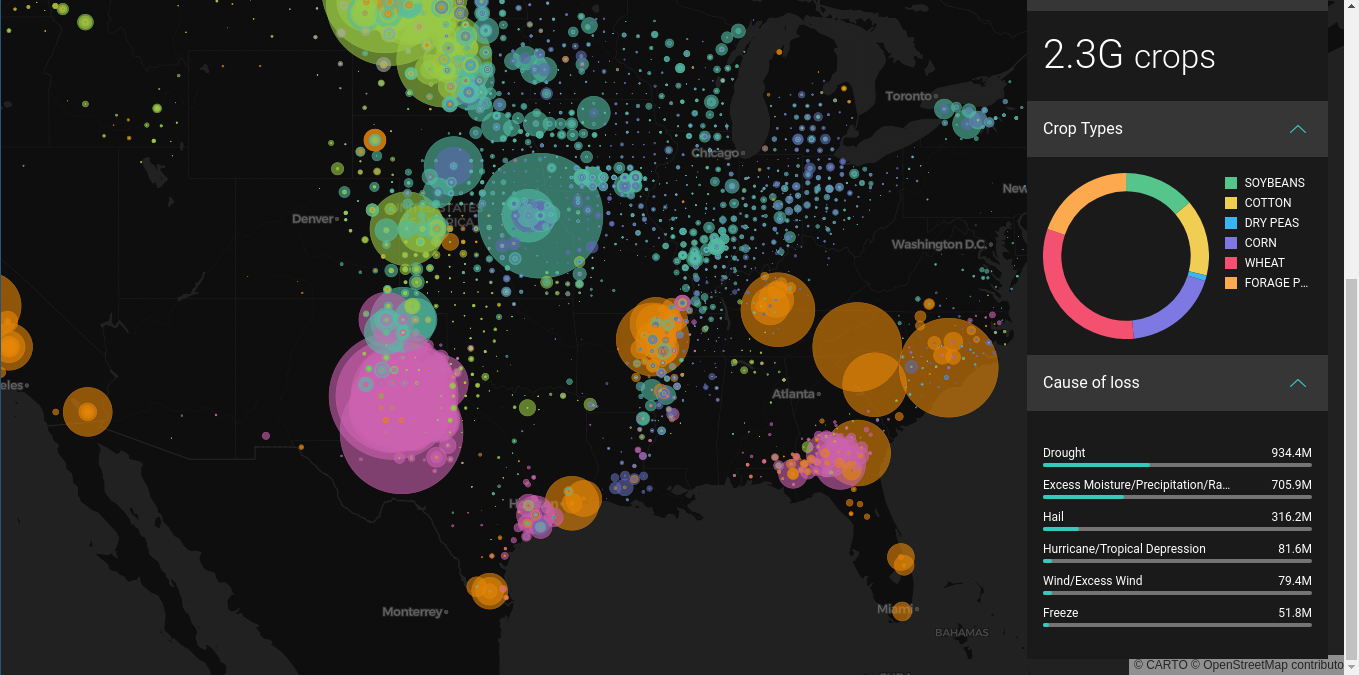 2.3G crops
Toronto
Crop Types
Chicago
SOYBEANS
COTTON
DRY PEAS
CORN
WHEAT
FORAGE P...
New
STATES
Denver
Washington D.C.
eles
Cause of loss
Atlanta
Drought 934.4M
Excess Moisture/Precipitation/Ra... 705.9M
Hail 316.2M
Hurricane/Tropical Depression 81.6M
Wind/Excess Wind 79.4M
Freeze 51.8M
Monterrey
Miami
BAHAMAS
© CARTO © OpenStreetMap contributo